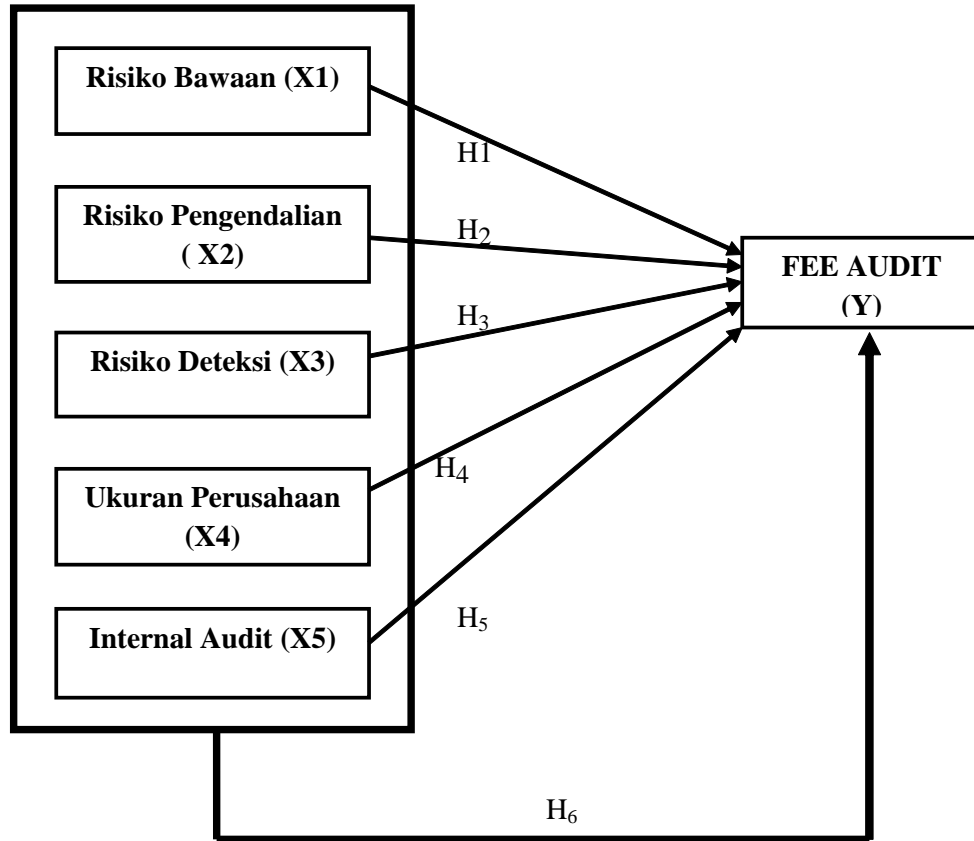 Risiko Bawaan (X1)
H1
Risiko Pengendalian
( X2)
H2
FEE AUDIT
(Y)
Risiko Deteksi (X3)
H3
Ukuran Perusahaan
(X4)
H4
Internal Audit (X5)
H5
H6